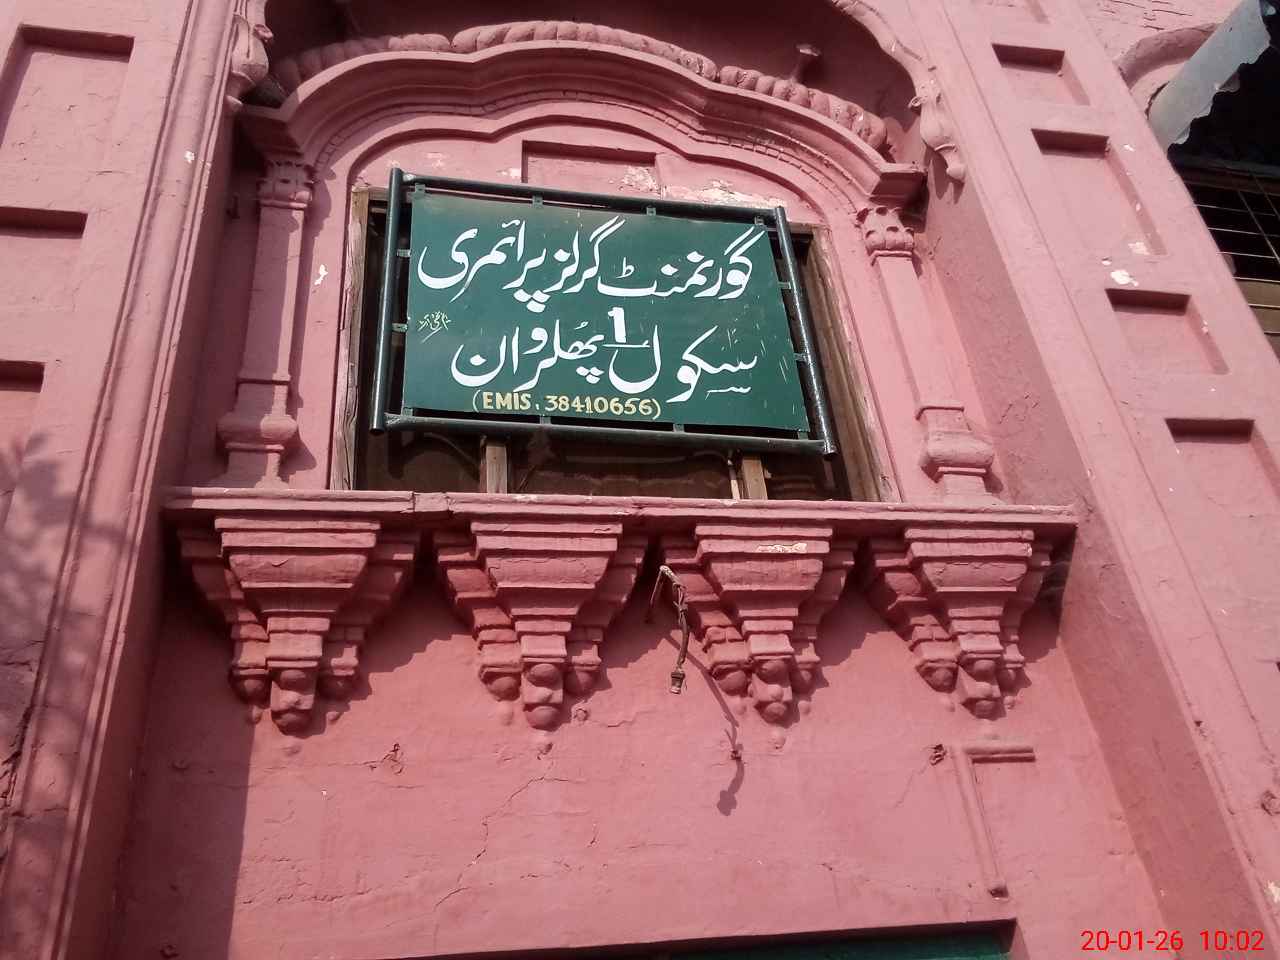 گورنمنٹ گرلز پرائمری
سکول 1 پھلروان
(EMIS. 38410656)
20-01-26 10:02